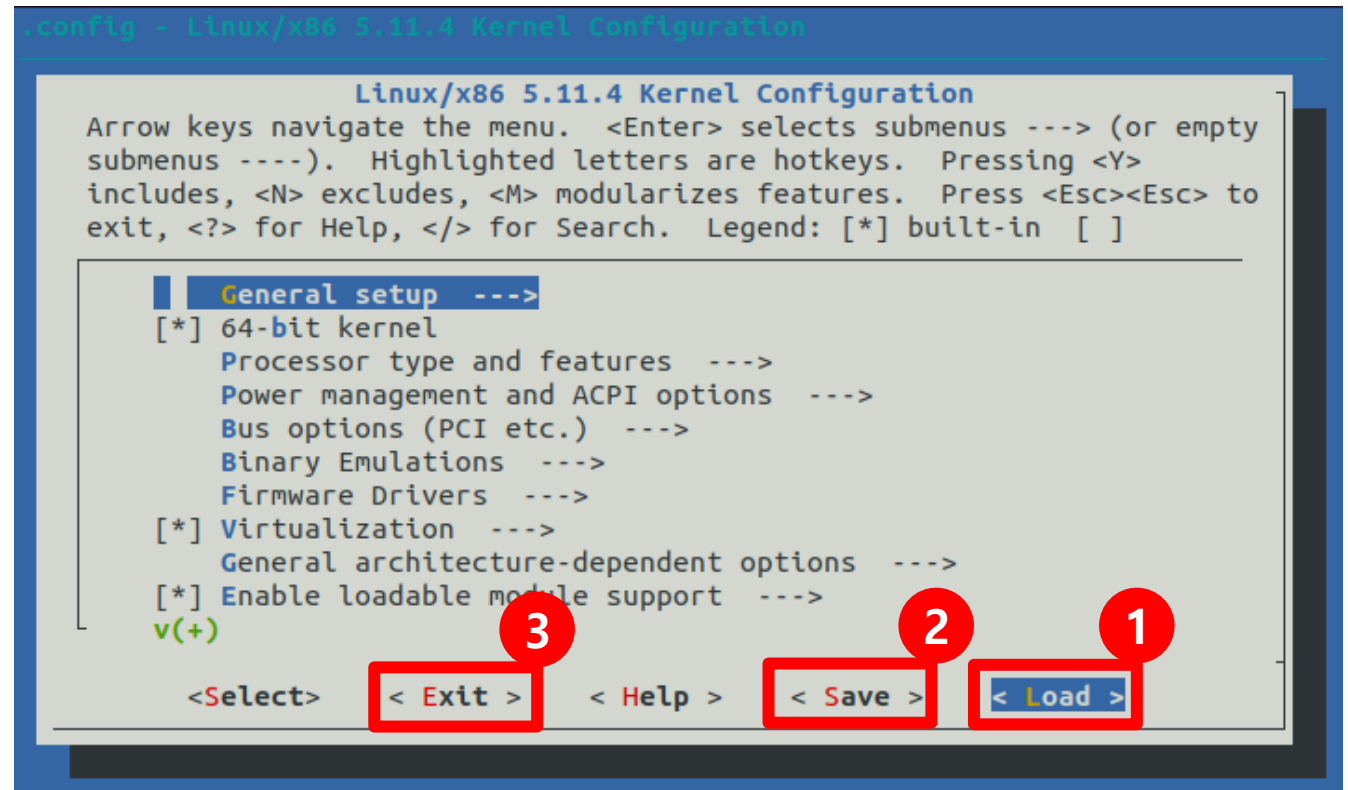 .config - Linux/x86 5.11.4 Kernel Configuration
Linux/x86 5.11.4 Kernel Configuration
Arrow keys navigate the menu.  <Enter> selects submenus ---> (or empty
submenus ----).  Highlighted letters are hotkeys.  Pressing <Y>
includes, <N> excludes, <M> modularizes features.  Press <Esc><Esc> to
exit, <?> for Help, </> for Search.  Legend: [*] built-in  [ ]
General setup  --->
[*] 64-bit kernel
Processor type and features  --->
Power management and ACPI options  --->
Bus options (PCI etc.)  --->
Binary Emulations  --->
Firmware Drivers  --->
[*] Virtualization  --->
General architecture-dependent options  --->
[*] Enable loadable module support  --->
v(+)
3 2 1
<Select> < Exit > < Help > < Save > < Load >